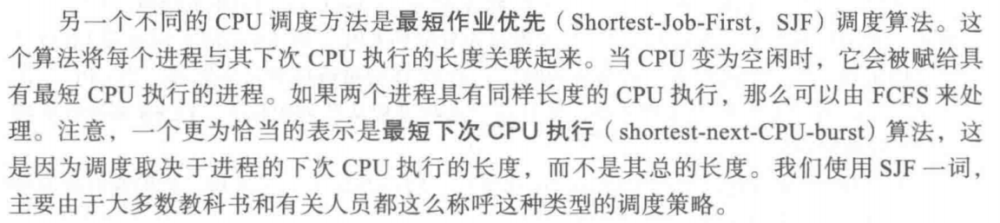 另一个不同的 CPU 调度方法是最短作业优先（Shortest-Job-First，SJF）调度算法。这
个算法将每个进程与其下次 CPU 执行的长度关联起来。当 CPU 变为空闲时，它会被赋给具
有最短 CPU 执行的进程。如果两个进程具有同样长度的 CPU 执行，那么可以由 FCFS 来处
理。注意，一个更为恰当的表示是最短下次 CPU 执行（shortest-next-CPU-burst）算法，这
是因为调度取决于进程的下次 CPU 执行的长度，而不是其总的长度。我们使用 SJF 一词，
主要由于大多数教科书和有关人员都这么称呼这种类型的调度策略。